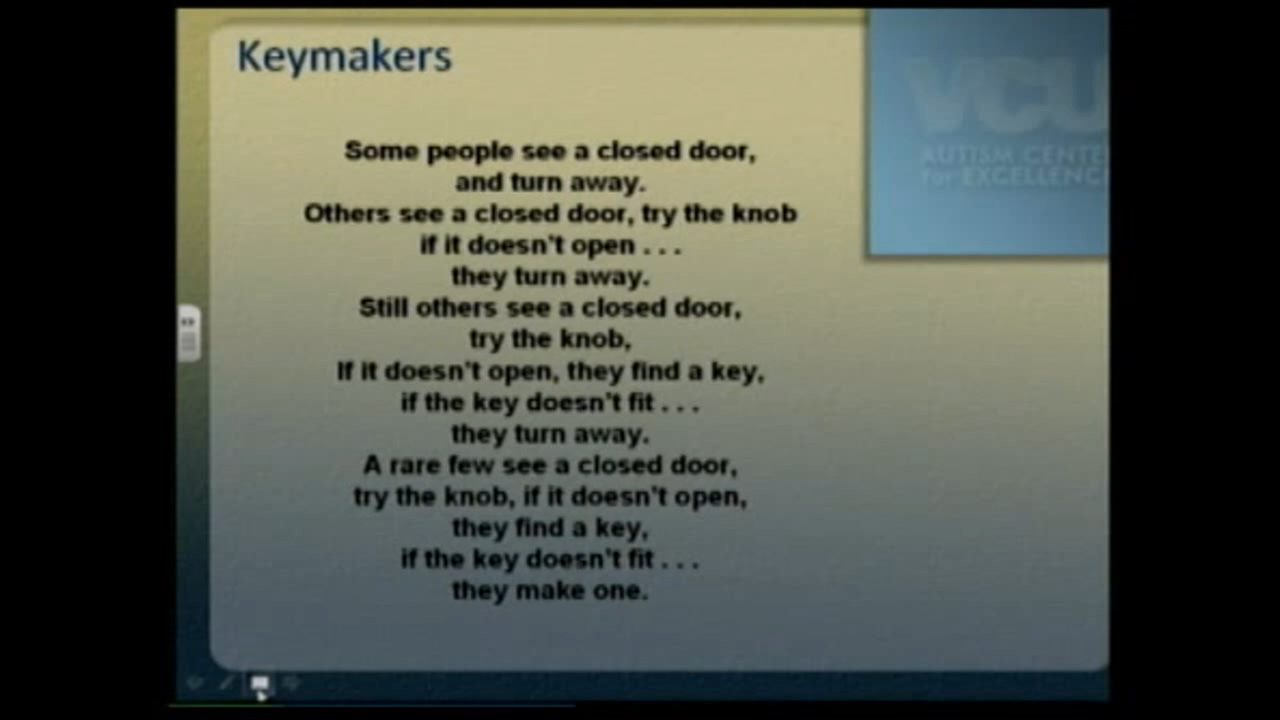 Keymakers
VCU
AUTISM CENTE
for EXCELLENC
Some people see a closed door,
and turn away.
Others see a closed door, try the knob
if it doesn't open . . .
they turn away.
Still others see a closed door,
try the knob,
If it doesn't open, they find a key,
if the key doesn't fit . . .
they turn away.
A rare few see a closed door,
try the knob, if it doesn't open,
they find a key,
if the key doesn't fit . . .
they make one.